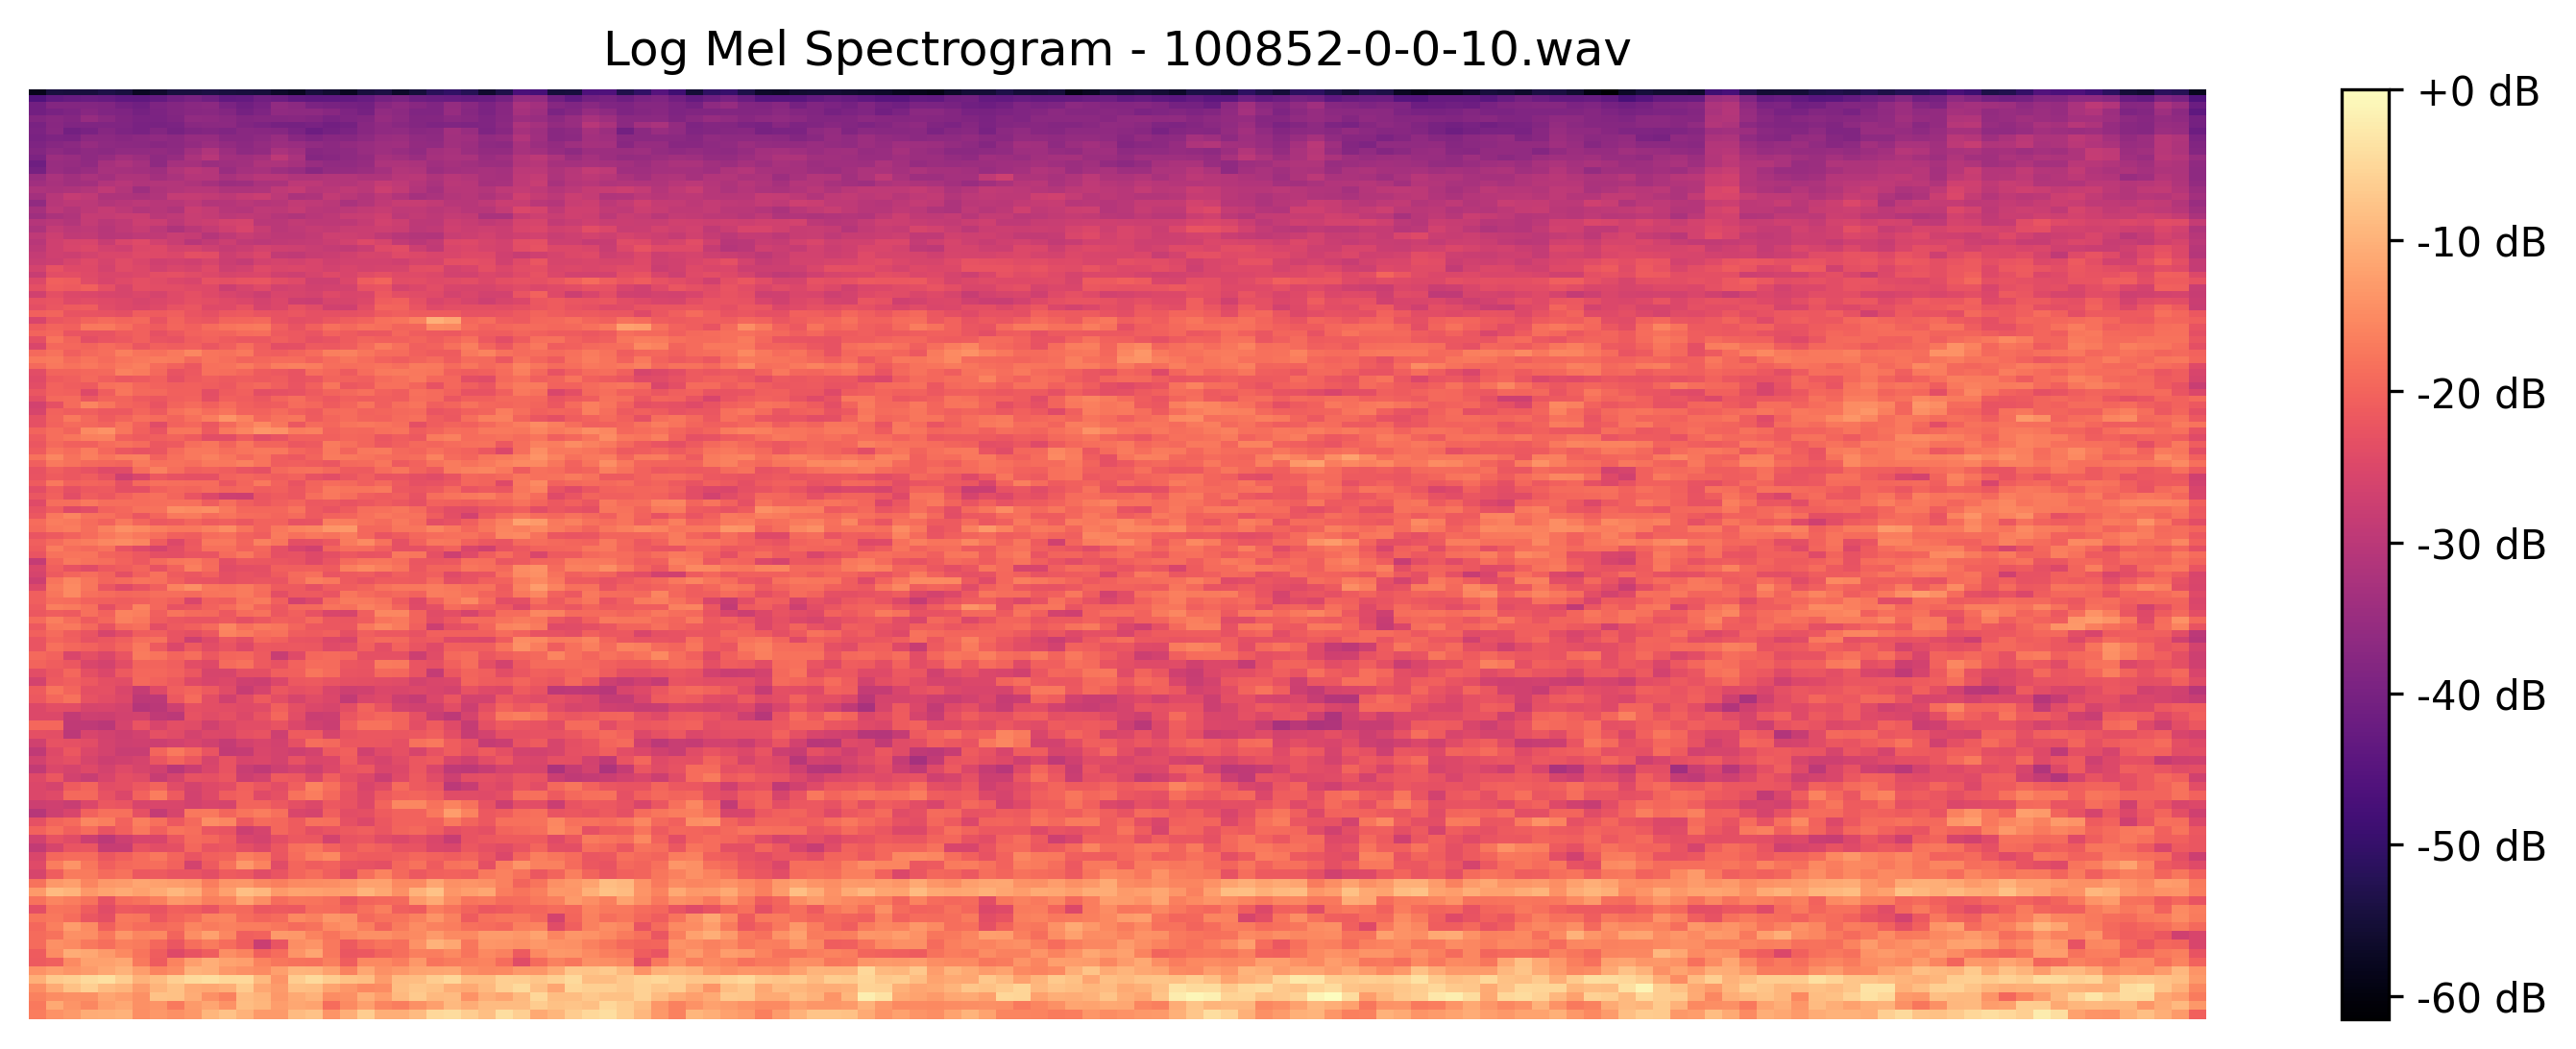 Log Mel Spectrogram - 100852-0-0-10.wav
+0 dB
-10 dB
-20 dB
-30 dB
-40 dB
-50 dB
-60 dB